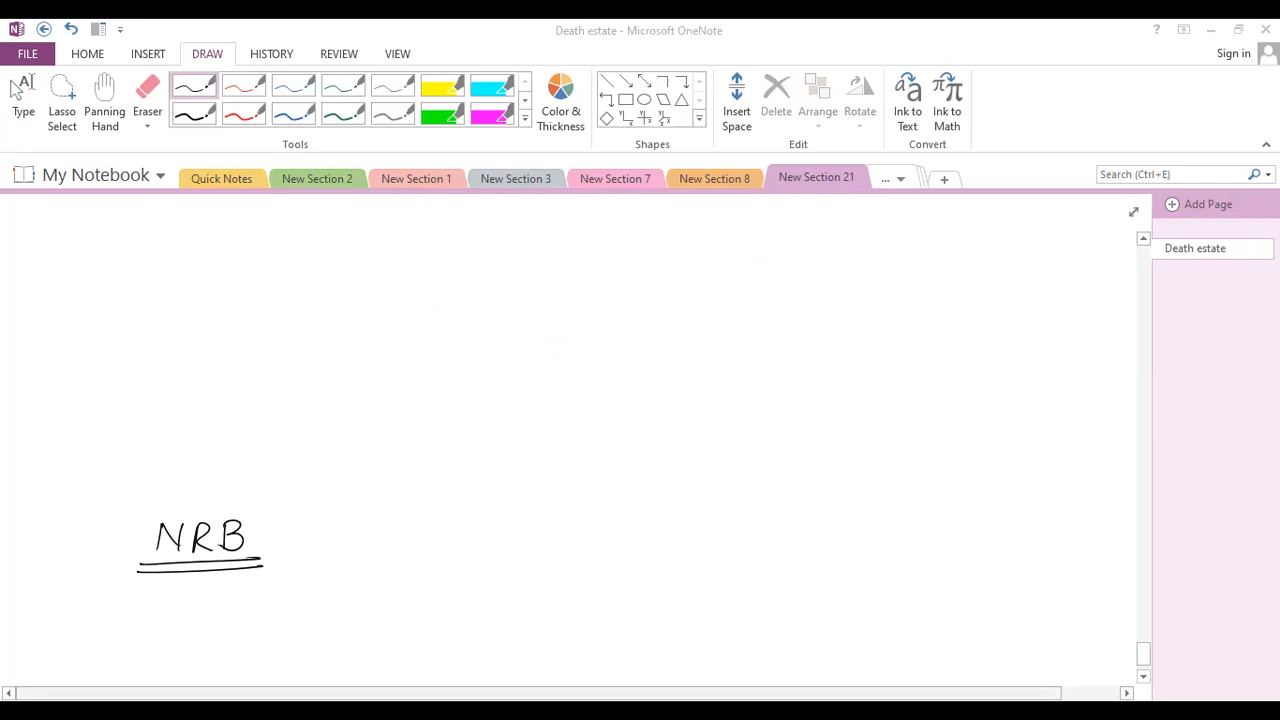 Death estate - Microsoft OneNote
?
FILE HOME INSERT DRAW HISTORY REVIEW VIEW
Sign in
Type
Lasso Select
Panning Hand
Eraser
Color & Thickness
Insert Space
Delete
Arrange
Rotate
Ink to Text
Ink to Math
Tools
Shapes
Edit
Convert
My Notebook
Quick Notes
New Section 2
New Section 1
New Section 3
New Section 7
New Section 8
New Section 21
...
Search (Ctrl+E)
Add Page
Death estate
NRB